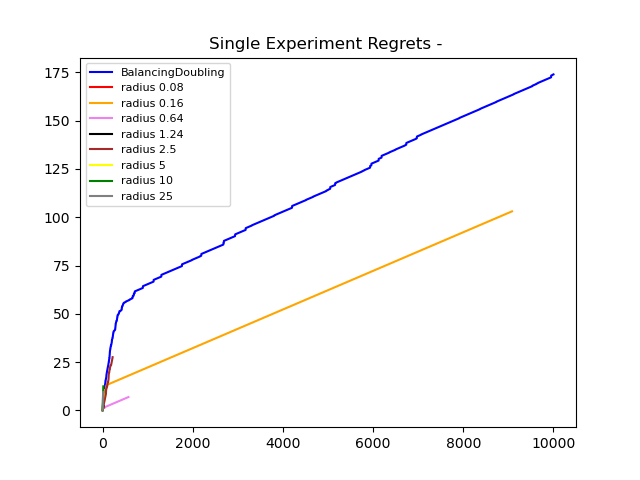 Single Experiment Regrets -
175
150
125
100
75
50
25
0
BalancingDoubling
radius 0.08
radius 0.16
radius 0.64
radius 1.24
radius 2.5
radius 5
radius 10
radius 25
0 2000 4000 6000 8000 10000